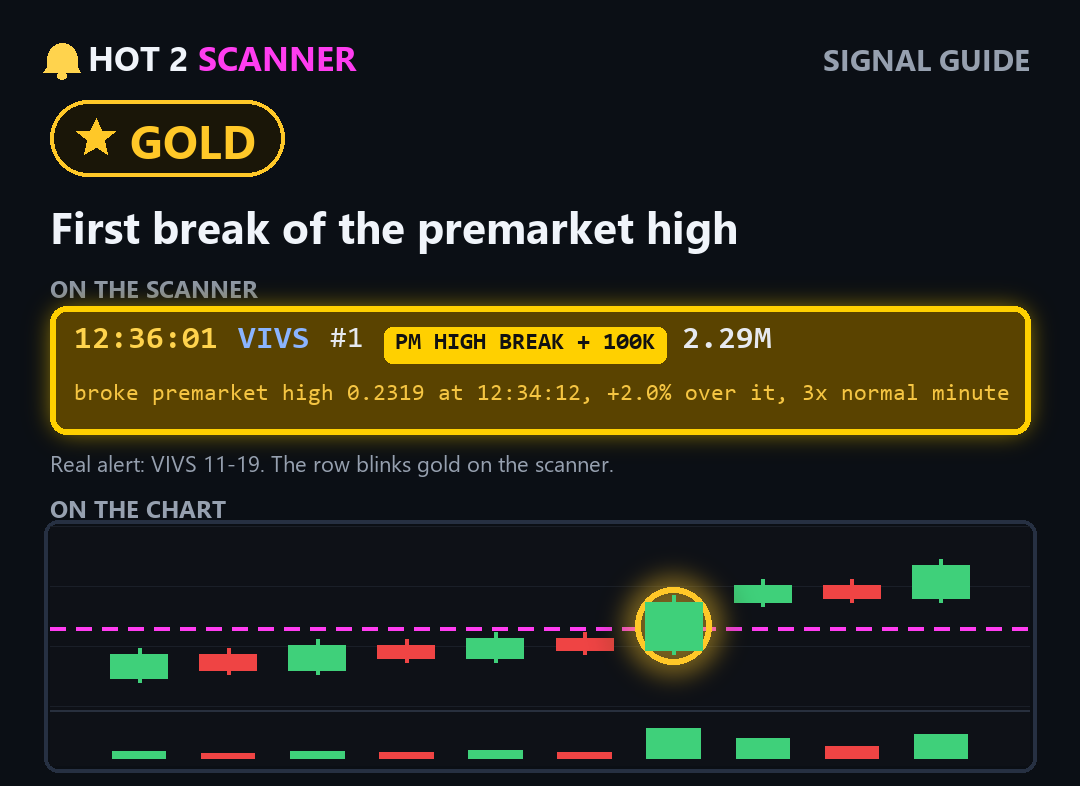 HOT 2 SCANNER
SIGNAL GUIDE
GOLD
First break of the premarket high
ON THE SCANNER
12:36:01 VIVS #1 PM HIGH BREAK + 100K 2.29M
broke premarket high 0.2319 at 12:34:12, +2.0% over it, 3x normal minute
Real alert: VIVS 11-19. The row blinks gold on the scanner.
ON THE CHART